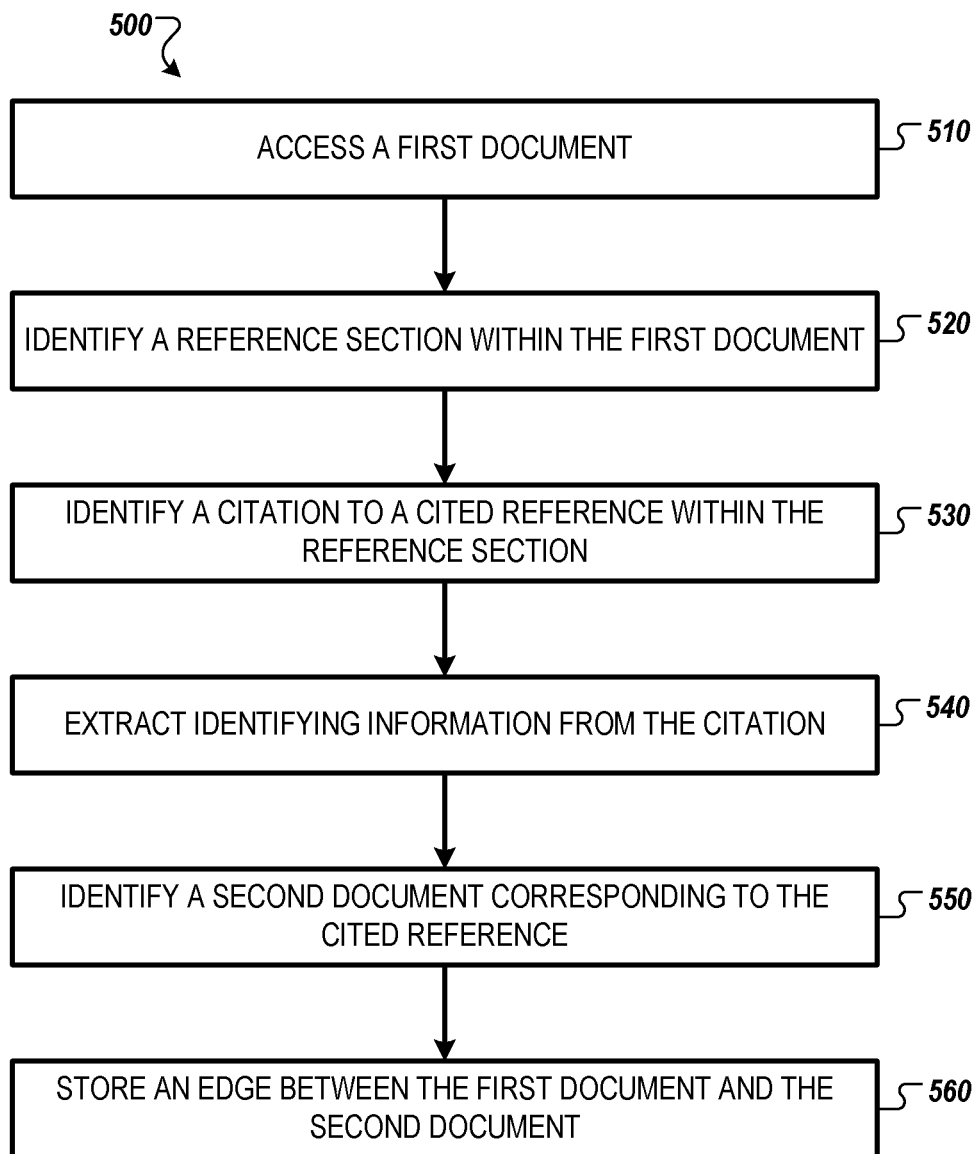 500
ACCESS A FIRST DOCUMENT
510
IDENTIFY A REFERENCE SECTION WITHIN THE FIRST DOCUMENT
520
IDENTIFY A CITATION TO A CITED REFERENCE WITHIN THE
REFERENCE SECTION
530
EXTRACT IDENTIFYING INFORMATION FROM THE CITATION
540
IDENTIFY A SECOND DOCUMENT CORRESPONDING TO THE
CITED REFERENCE
550
STORE AN EDGE BETWEEN THE FIRST DOCUMENT AND THE
SECOND DOCUMENT
560